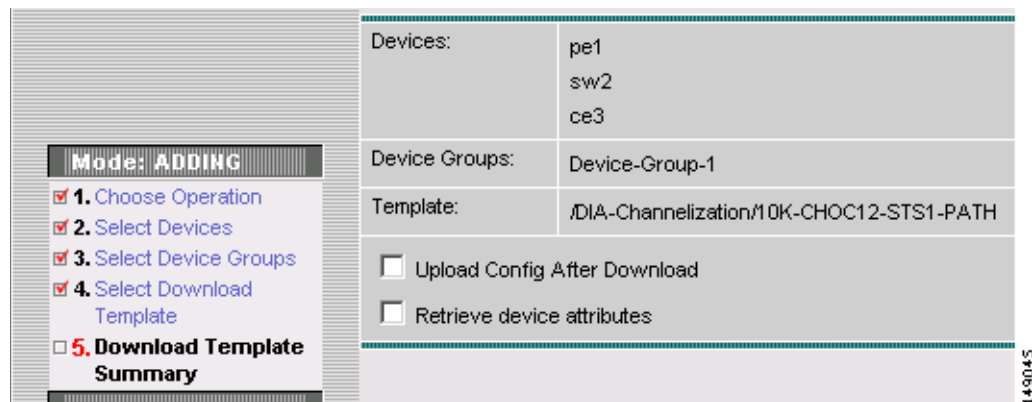 Mode: ADDING
1. Choose Operation
2. Select Devices
3. Select Device Groups
4. Select Download
Template
5. Download Template
Summary
Devices: pe1
sw2
ce3
Device Groups: Device-Group-1
Template: /DIA-Channelization/10K-CHOC12-STS1-PATH
Upload Config After Download
Retrieve device attributes
149045